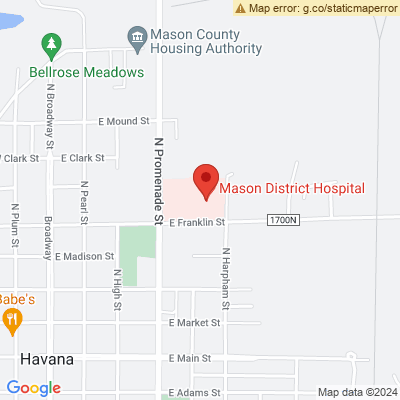 Map error: g.co/staticmaperror
Mason County
Housing Authority
Bellrose Meadows
N Broadway St
E Mound St
N Promenade St
W Clark St
E Clark St
Mason District Hospital
N Pearl St
N Plum St
Broadway
E Franklin St
1700N
E Madison St
N High St
N Harpham St
Babe's
E Market St
Havana
E Main St
E Adams St
Google
Map data ©2024